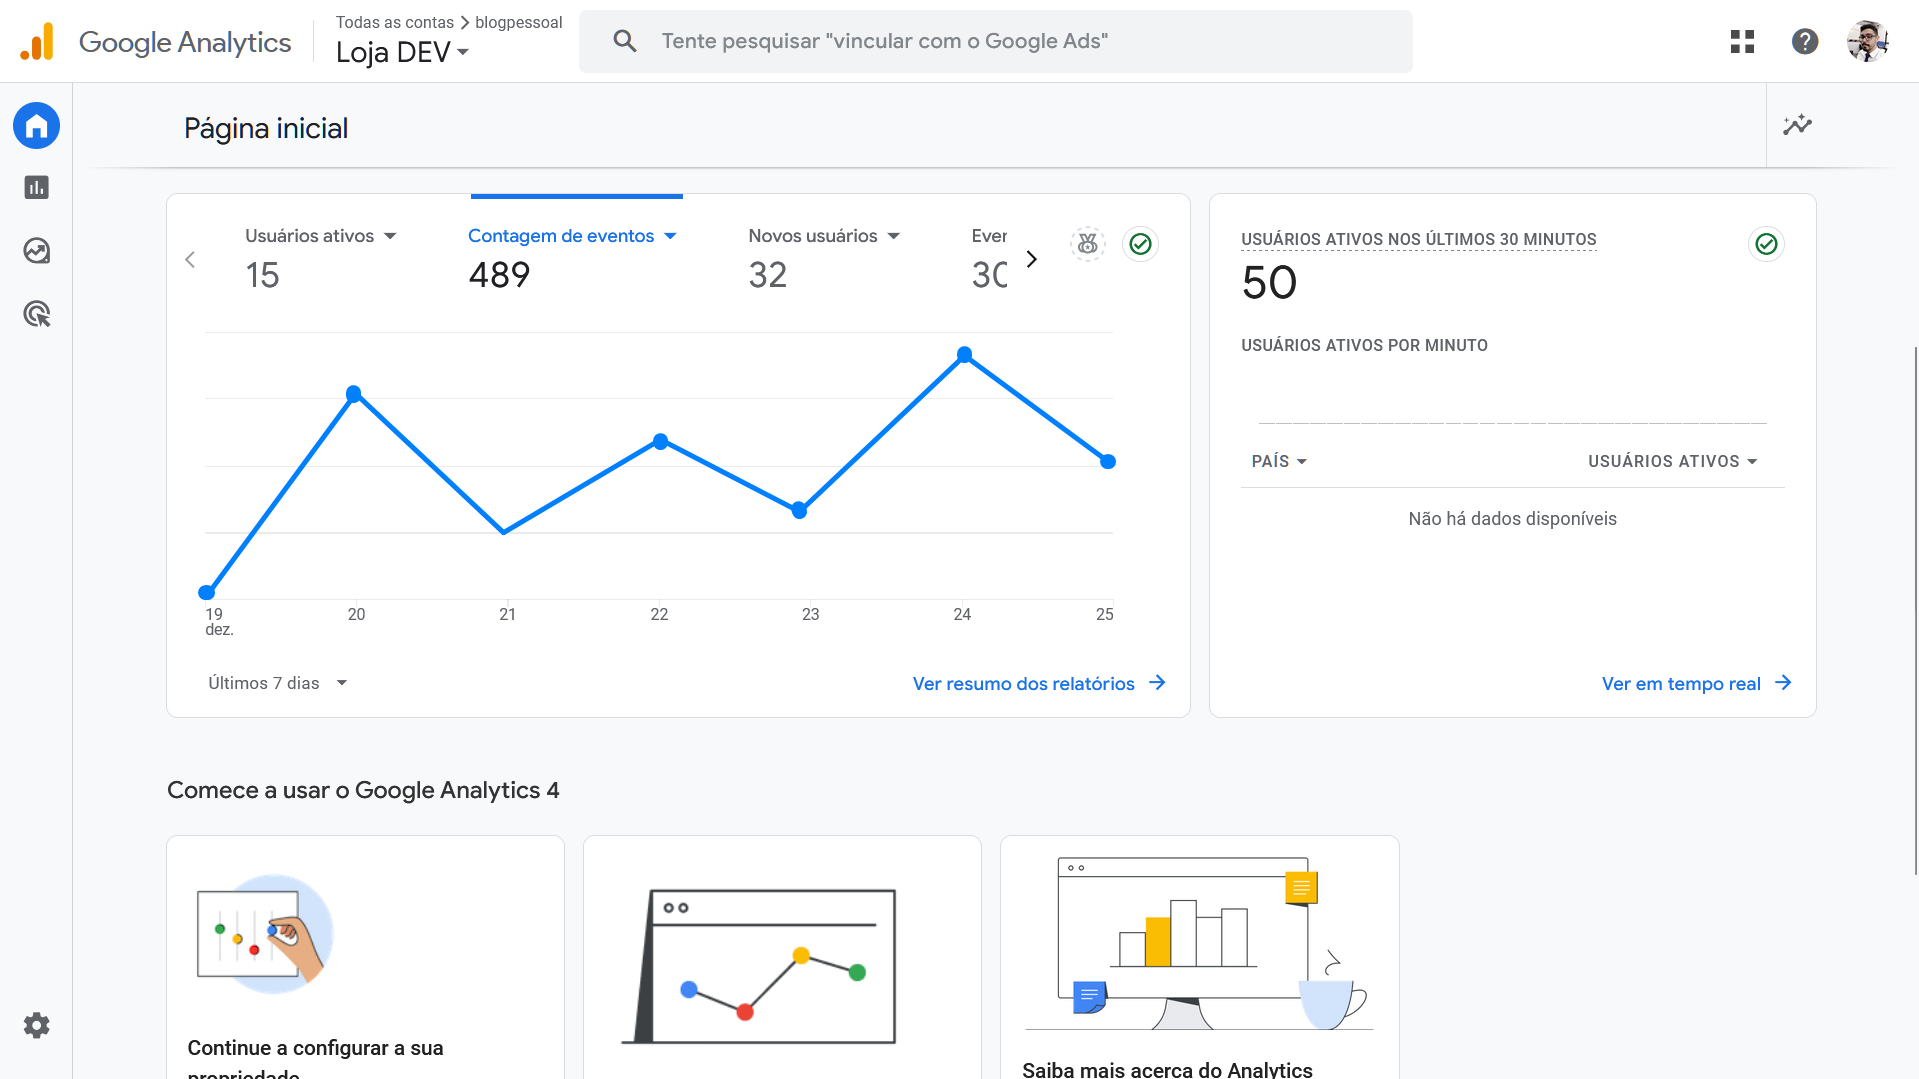 Google Analytics
Todas as contas > blogpessoal
Loja DEV
Tente pesquisar "vincular com o Google Ads"
Página inicial
Usuários ativos
15
Contagem de eventos
489
Novos usuários
32
USUÁRIOS ATIVOS NOS ÚLTIMOS 30 MINUTOS
50
USUÁRIOS ATIVOS POR MINUTO
PAÍS
USUÁRIOS ATIVOS
Não há dados disponíveis
19
dez.
20
21
22
23
24
25
Últimos 7 dias
Ver resumo dos relatórios
Ver em tempo real
Comece a usar o Google Analytics 4
Continue a configurar a sua
propriedade
Saiba mais acerca do Analytics